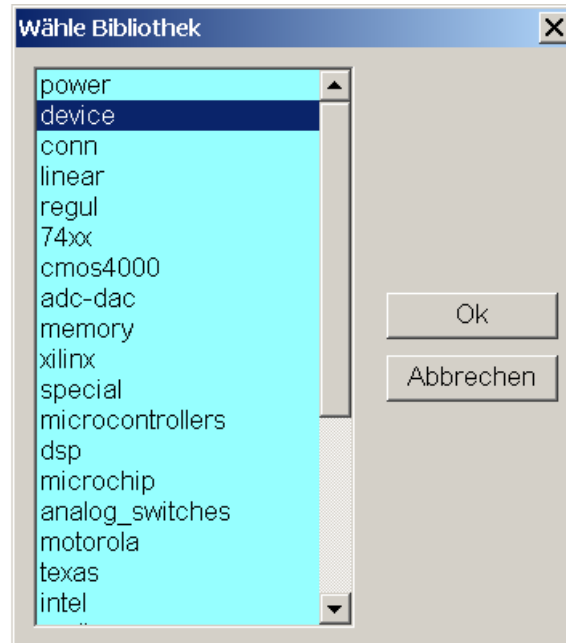 Wähle Bibliothek
power
device
conn
linear
regul
74xx
cmos4000
adc-dac
memory
xilinx
special
microcontrollers
dsp
microchip
analog_switches
motorola
texas
intel
Ok
Abbrechen